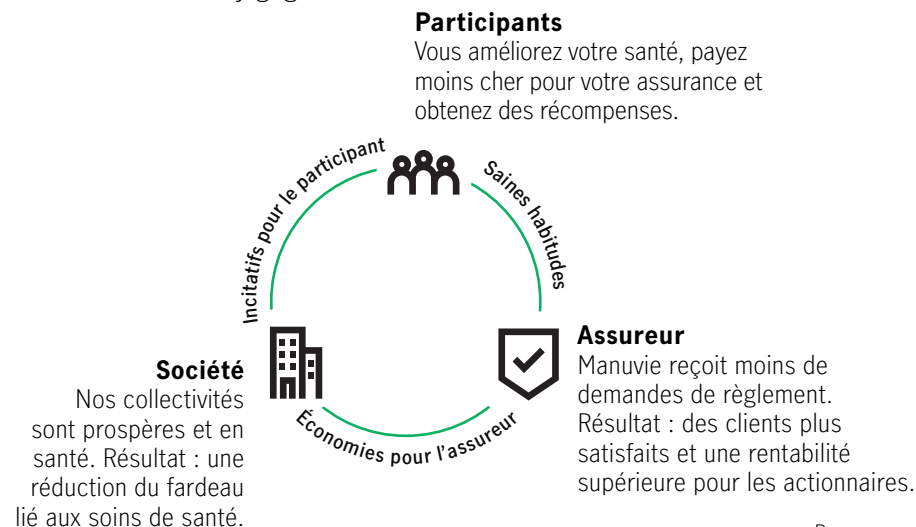 Participants
Vous améliorez votre santé, payez
moins cher pour votre assurance et
obtenez des récompenses.
Incitatifs pour le participant
Saines habitudes
Assureur
Manuvie reçoit moins de
demandes de règlement.
Résultat : des clients plus
satisfaits et une rentabilité
supérieure pour les actionnaires.
Société
Nos collectivités
sont prospères et en
santé. Résultat : une
réduction du fardeau
lié aux soins de santé.
Économies pour l'assureur